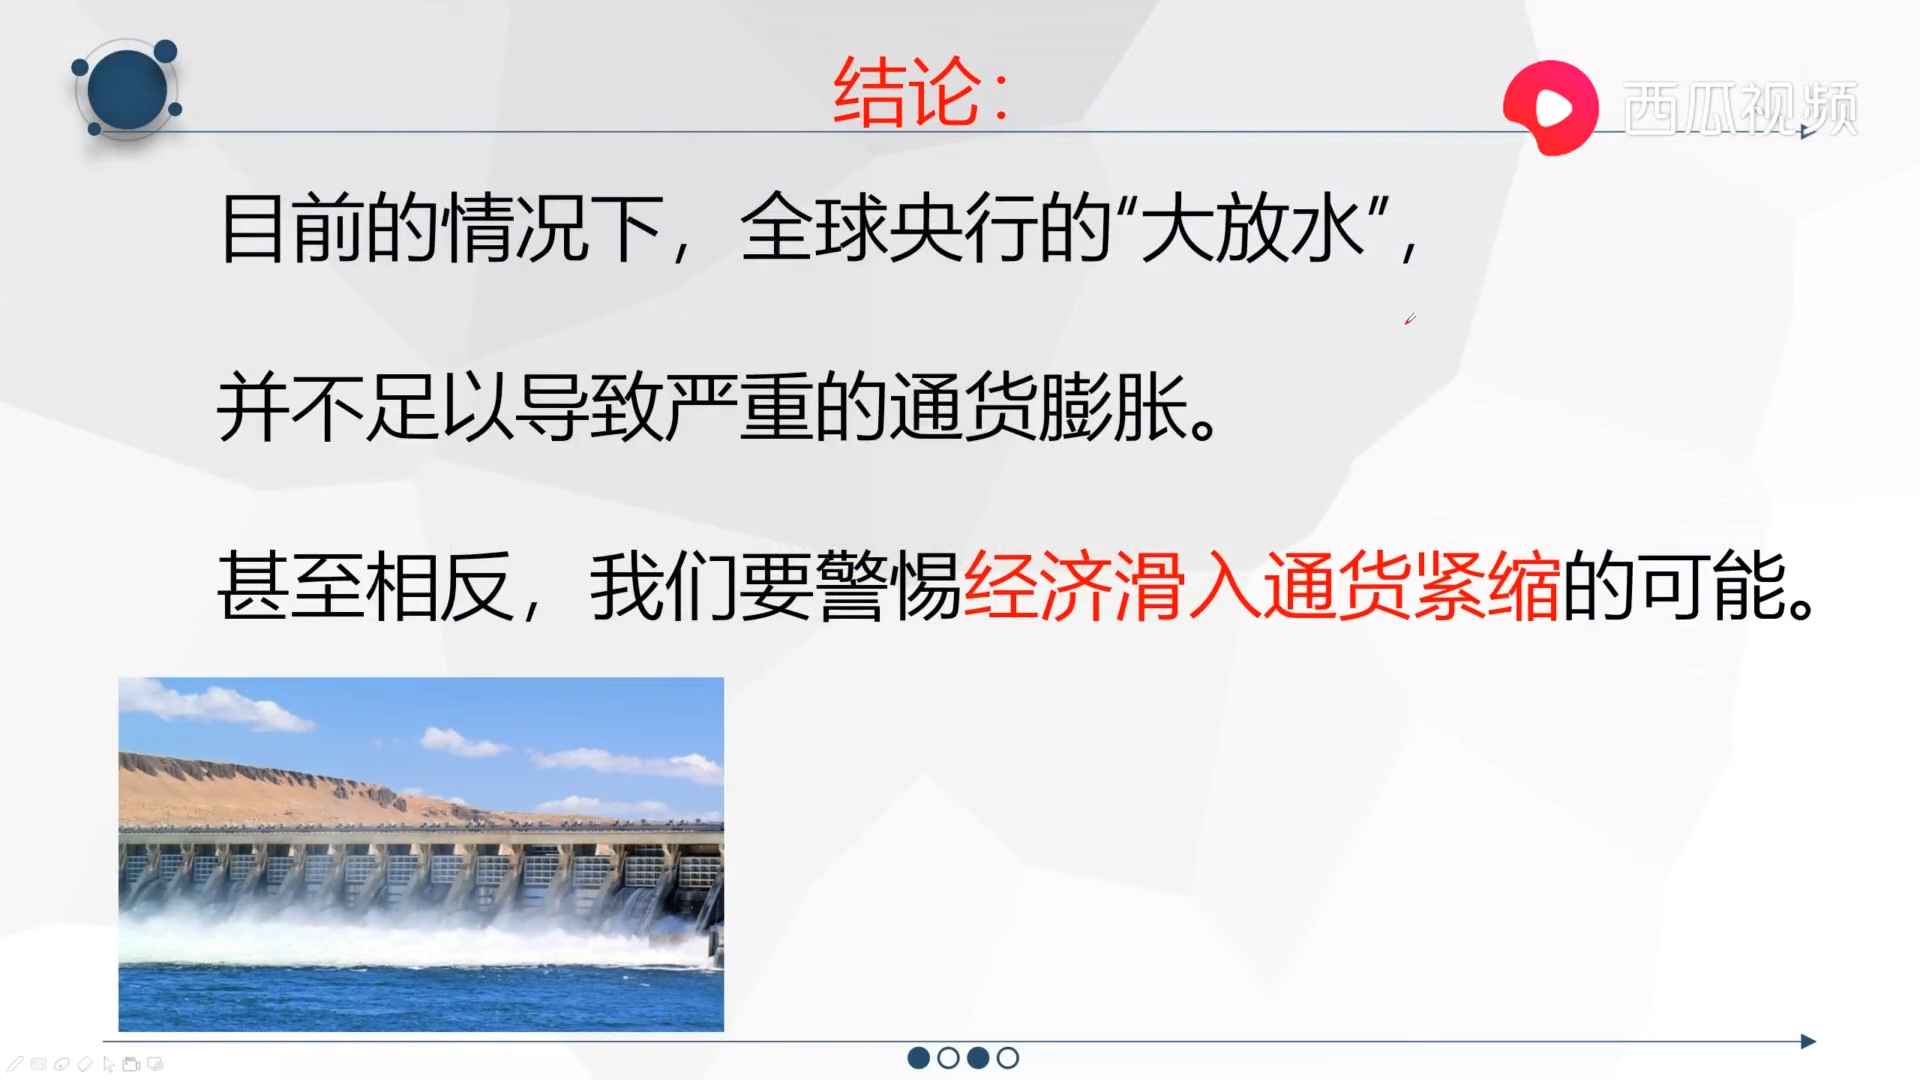 结论：
西瓜视频
目前的情况下，全球央行的“大放水”，
并不足以导致严重的通货膨胀。
甚至相反，我们要警惕经济滑入通货紧缩的可能。